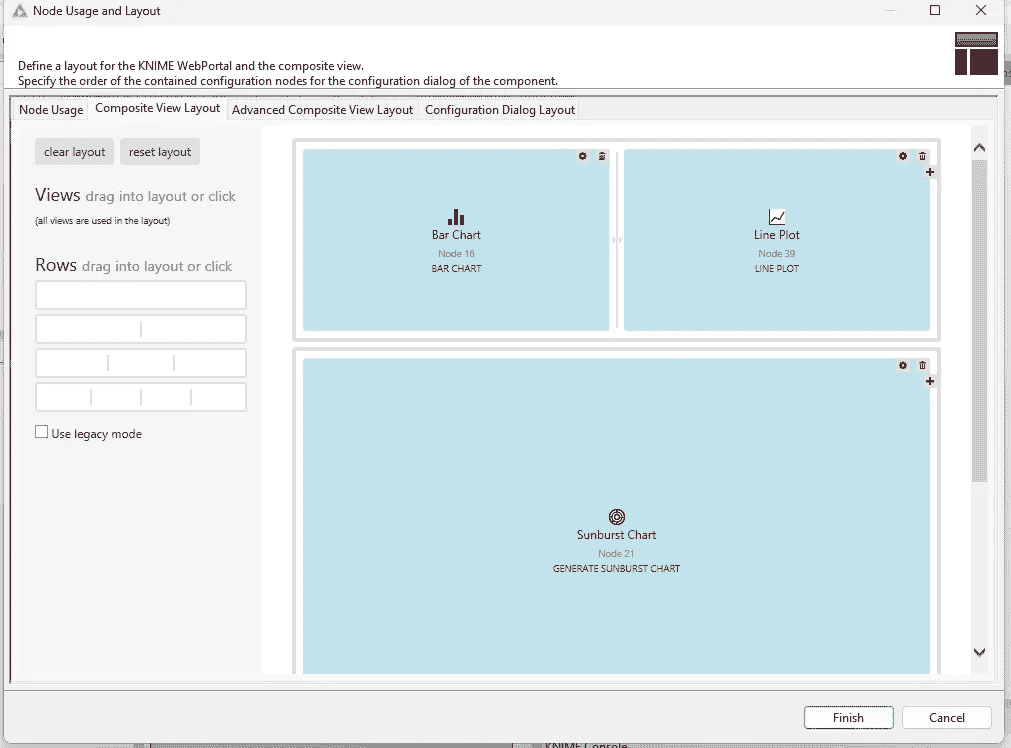 Node Usage and Layout
Define a layout for the KNIME WebPortal and the composite view.
Specify the order of the contained configuration nodes for the configuration dialog of the component.
Node Usage
Composite View Layout
Advanced Composite View Layout
Configuration Dialog Layout
clear layout
reset layout
Views drag into layout or click
(all views are used in the layout)
Rows drag into layout or click
Use legacy mode
Bar Chart
Node 16
BAR CHART
Line Plot
Node 39
LINE PLOT
Sunburst Chart
Node 21
GENERATE SUNBURST CHART
Finish
Cancel
KNIME Console